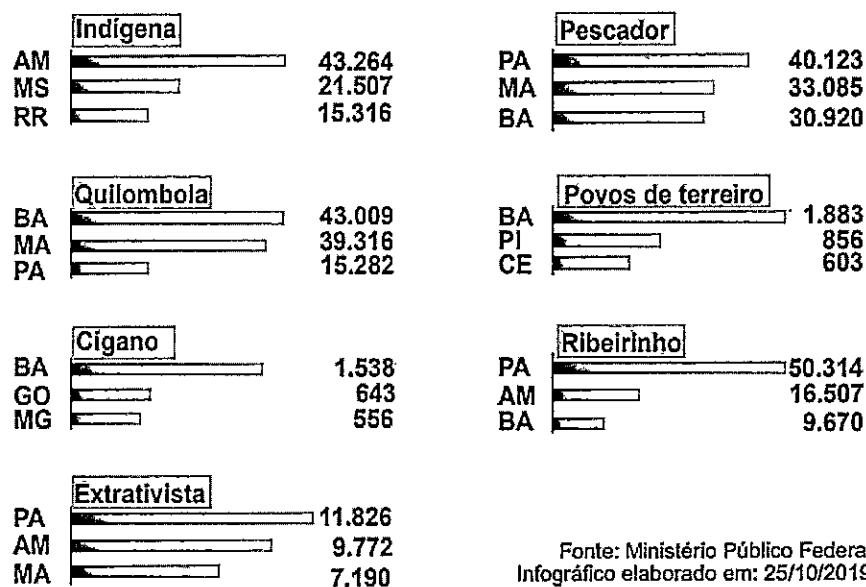 Indígena
AM 43.264
MS 21.507
RR 15.316
Quilombola
BA 43.009
MA 39.316
PA 15.282
Cigano
BA 1.538
GO 643
MG 556
Extrativista
PA 11.826
AM 9.772
MA 7.190
Pescador
PA 40.123
MA 33.085
BA 30.920
Povos de terreiro
BA 1.883
PI 856
CE 603
Ribeirinho
PA 50.314
AM 16.507
BA 9.670
Fonte: Ministério Público Federa
Infográfico elaborado em: 25/10/2019